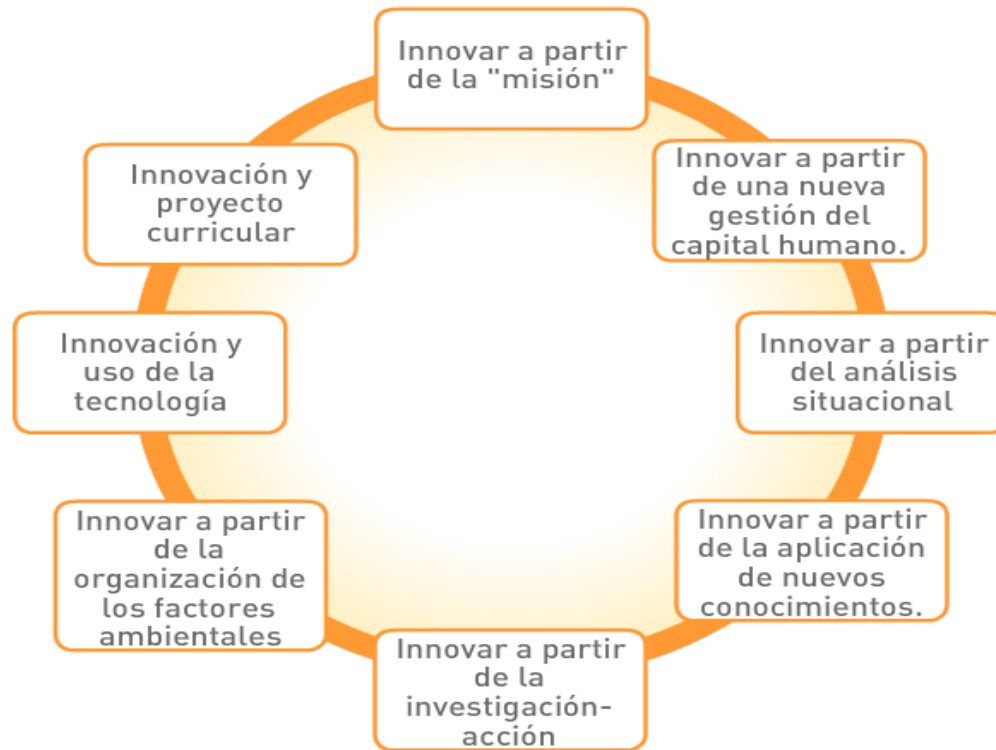 Innovar a partir
de la "misión"
Innovar a partir
de una nueva
gestión del
capital humano.
Innovar a partir
del análisis
situacional
Innovar a partir
de la aplicación
de nuevos
conocimientos.
Innovar a partir
de la
investigación-
acción
Innovar a partir
de la
organización de
los factores
ambientales
Innovación y
uso de la
tecnología
Innovación y
proyecto
curricular